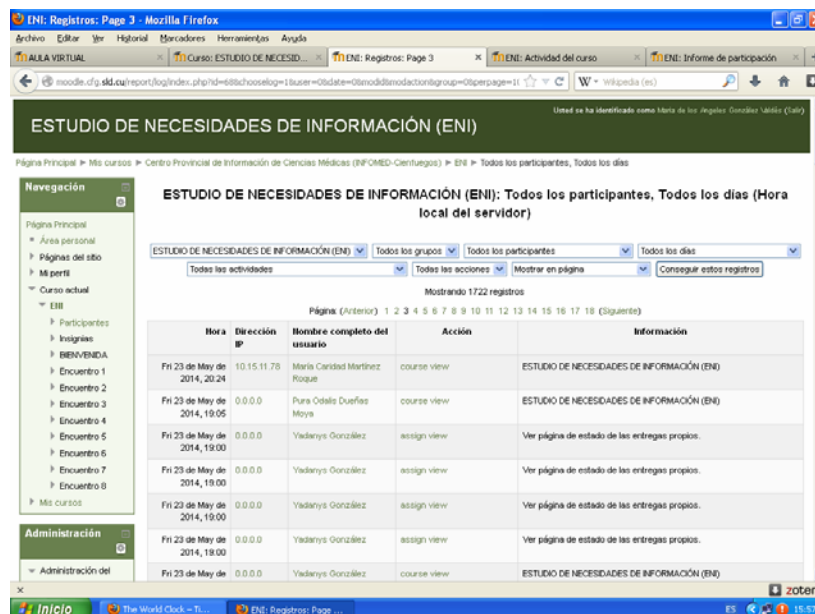 ENI: Registros: Page 3 - Mozilla Firefox
Archivo Editar Ver Historial Marcadores Herramientas Ayuda
AULA VIRTUAL × Curso: ESTUDIO DE NECESID... × ENI: Registros: Page 3 × ENI: Actividad del curso × ENI: Informe de participación ×
moodle.cfg.sld.cu/report/log/index.php?id=68&chooselog=1&user=0&date=0&modid&modaction&group=0&perpage=10 Wikipedia (es)
Usted se ha identificado como María de los Angeles González Valdés (Salir)
ESTUDIO DE NECESIDADES DE INFORMACIÓN (ENI)
Página Principal ► Mis cursos ► Centro Provincial de Información de Ciencias Médicas (INFOMED-Cienfuegos) ► ENI ► Todos los participantes, Todos los días
Navegación
Página Principal
Área personal
Páginas del sitio
Mi perfil
Curso actual
ENI
Participantes
Insignias
BIENVENIDA
Encuentro 1
Encuentro 2
Encuentro 3
Encuentro 4
Encuentro 5
Encuentro 6
Encuentro 7
Encuentro 8
Mis cursos
Administración
Administración del
ESTUDIO DE NECESIDADES DE INFORMACIÓN (ENI): Todos los participantes, Todos los días (Hora
local del servidor)
ESTUDIO DE NECESIDADES DE INFORMACIÓN (ENI) Todos los grupos Todos los participantes Todos los días
Todas las actividades Todas las acciones Mostrar en página Conseguir estos registros
Mostrando 1722 registros
Página: (Anterior) 1 2 3 4 5 6 7 8 9 10 11 12 13 14 15 16 17 18 (Siguiente)
Hora Dirección IP Nombre completo del usuario Acción Información
Fri 23 de May de 2014, 20:24 10.15.11.78 María Caridad Martínez Roque course view ESTUDIO DE NECESIDADES DE INFORMACIÓN (ENI)
Fri 23 de May de 2014, 19:05 0.0.0.0 Pura Odalis Dueñas Moya course view ESTUDIO DE NECESIDADES DE INFORMACIÓN (ENI)
Fri 23 de May de 2014, 19:00 0.0.0.0 Yadanys González assign view Ver página de estado de las entregas propios.
Fri 23 de May de 2014, 19:00 0.0.0.0 Yadanys González assign view Ver página de estado de las entregas propios.
Fri 23 de May de 2014, 19:00 0.0.0.0 Yadanys González assign view Ver página de estado de las entregas propios.
Fri 23 de May de 2014, 19:00 0.0.0.0 Yadanys González assign view Ver página de estado de las entregas propios.
Fri 23 de May de 0.0.0.0 Yadanys González course view ESTUDIO DE NECESIDADES DE INFORMACIÓN (ENI)
× zoter
Inicio The World Clock – Ti... ENI: Registros: Page ... ES 15:57